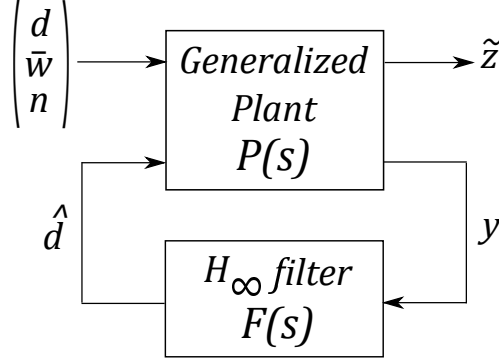 d
w̄
n
Generalized
Plant
P(s)
z̃
d̂
y
H∞ filter
F(s)